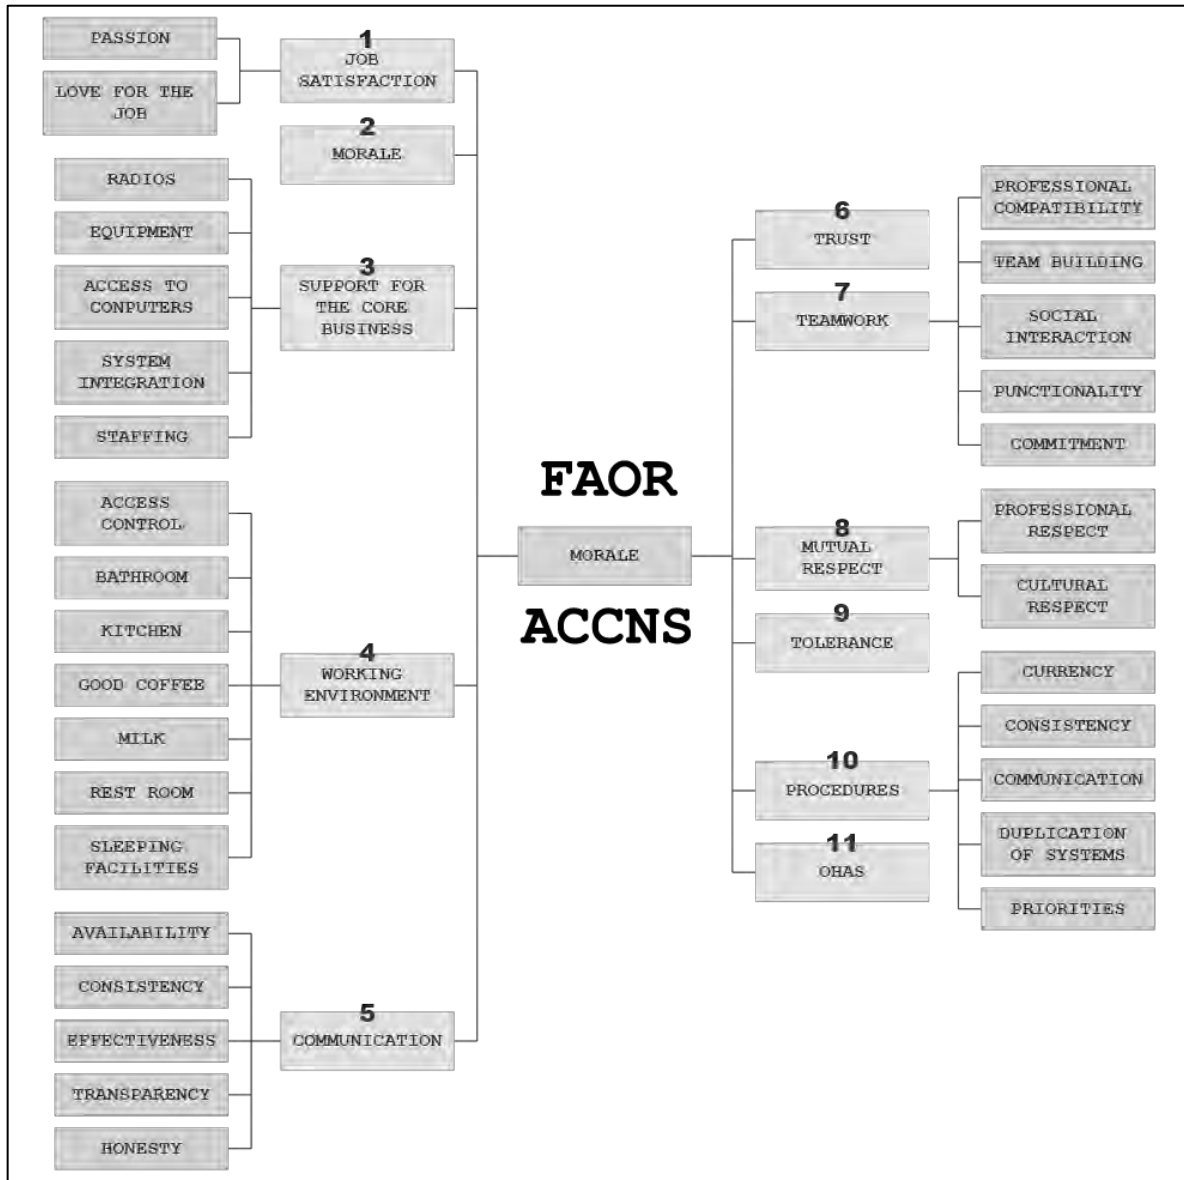 PASSION
LOVE FOR THE
JOB
1
JOB
SATISFACTION
2
MORALE
RADIOS
EQUIPMENT
ACCESS TO
CONPUTERS
SYSTEM
INTEGRATION
STAFFING
3
SUPPORT FOR
THE CORE
BUSINESS
ACCESS
CONTROL
BATHROOM
KITCHEN
GOOD COFFEE
MILK
REST ROOM
SLEEPING
FACILITIES
4
WORKING
ENVIRONMENT
AVAILABILITY
CONSISTENCY
EFFECTIVENESS
TRANSPARENCY
HONESTY
5
COMMUNICATION
FAOR
MORALE
ACCNS
6
TRUST
7
TEAMWORK
PROFESSIONAL
COMPATIBILITY
TEAM BUILDING
SOCIAL
INTERACTION
PUNCTIONALITY
COMMITMENT
8
MUTUAL
RESPECT
PROFESSIONAL
RESPECT
CULTURAL
RESPECT
9
TOLERANCE
10
PROCEDURES
CURRENCY
CONSISTENCY
COMMUNICATION
DUPLICATION
OF SYSTEMS
PRIORITIES
11
OHAS